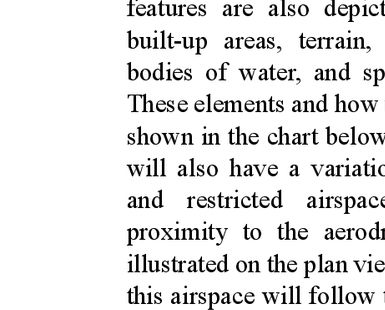 features are also depict
built-up areas, terrain,
bodies of water, and sp
These elements and how
shown in the chart below
will also have a variatio
and restricted airspace
proximity to the aerodr
illustrated on the plan vie
this airspace will follow